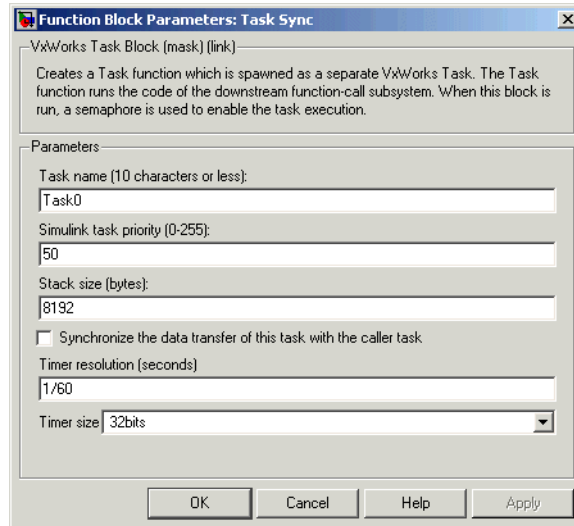 Function Block Parameters: Task Sync
VxWorks Task Block (mask) (link)
Creates a Task function which is spawned as a separate VxWorks Task. The Task
function runs the code of the downstream function-call subsystem. When this block is
run, a semaphore is used to enable the task execution.
Parameters
Task name (10 characters or less):
Task0
Simulink task priority (0-255):
50
Stack size (bytes):
8192
Synchronize the data transfer of this task with the caller task
Timer resolution (seconds)
1/60
Timer size 32bits
OK Cancel Help Apply